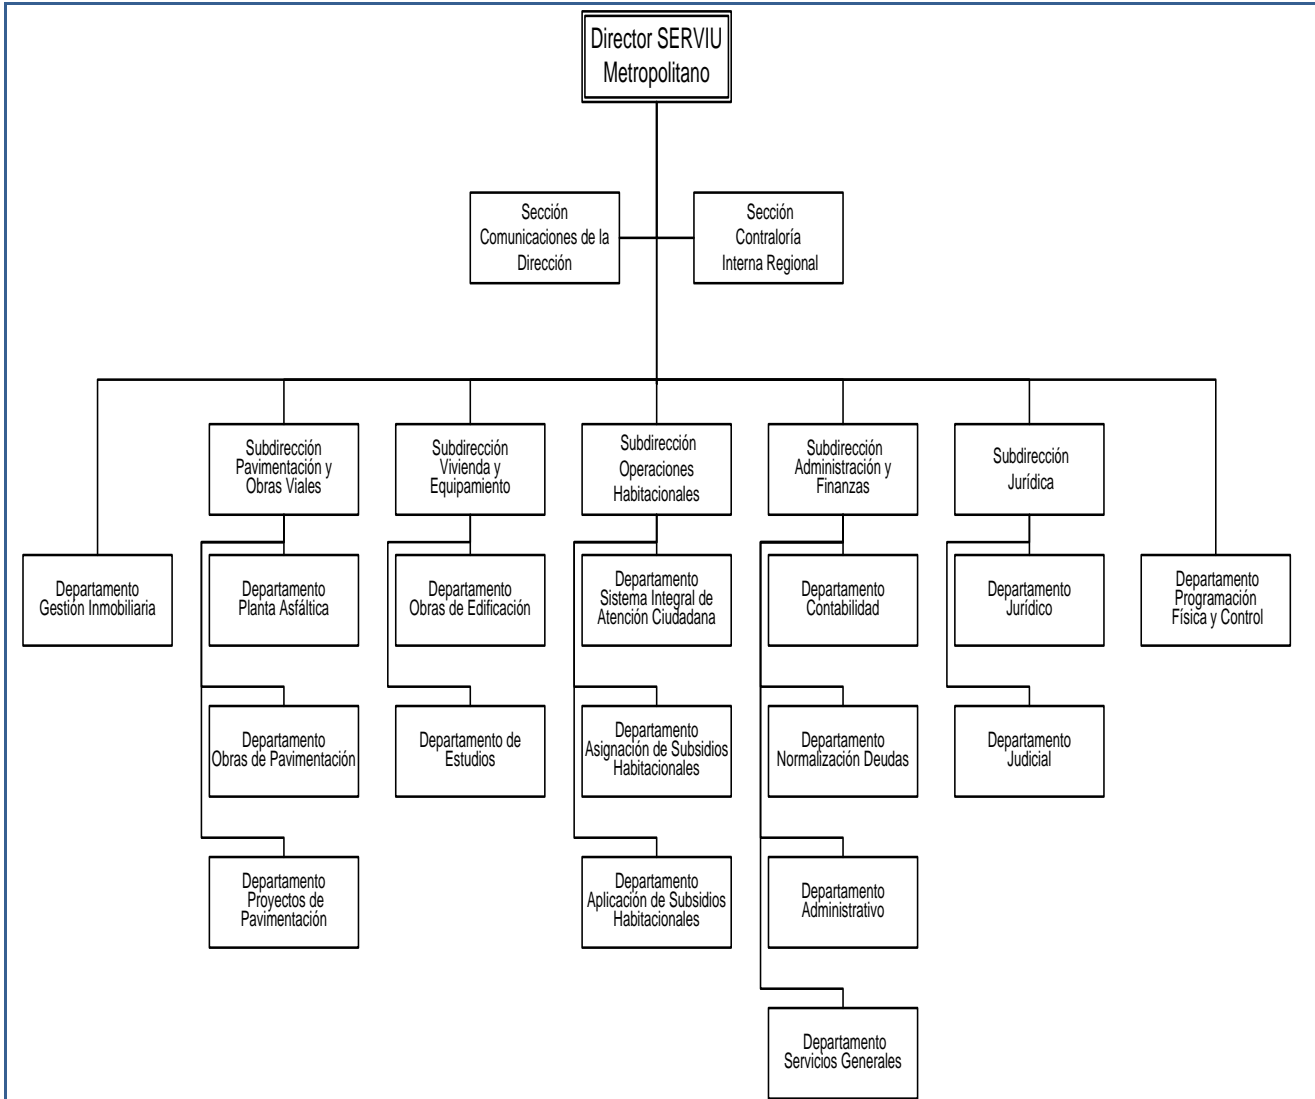 Director SERVIU
Metropolitano
Sección
Comunicaciones de la
Dirección
Sección
Contraloría
Interna Regional
Subdirección
Pavimentación y
Obras Viales
Subdirección
Vivienda y
Equipamiento
Subdirección
Operaciones
Habitacionales
Subdirección
Administración y
Finanzas
Subdirección
Jurídica
Departamento
Gestión Inmobiliaria
Departamento
Planta Asfáltica
Departamento
Obras de Edificación
Departamento
Sistema Integral de
Atención Ciudadana
Departamento
Contabilidad
Departamento
Jurídico
Departamento
Programación
Física y Control
Departamento
Obras de Pavimentación
Departamento de
Estudios
Departamento
Asignación de Subsidios
Habitacionales
Departamento
Normalización Deudas
Departamento
Judicial
Departamento
Proyectos de
Pavimentación
Departamento
Aplicación de Subsidios
Habitacionales
Departamento
Administrativo
Departamento
Servicios Generales